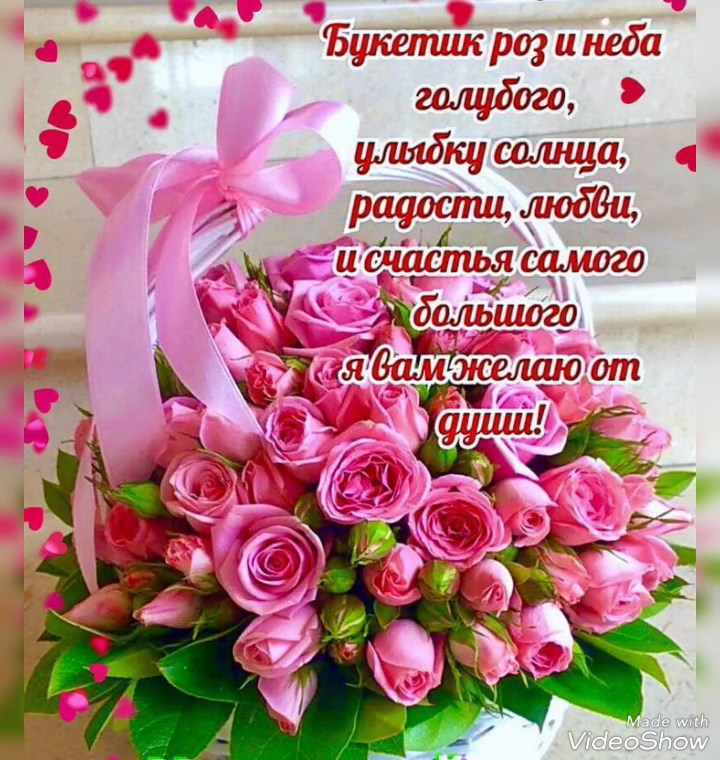 Букетик роз и неба
голубого,
улыбку солнца,
радости, любви,
и счастья самого
большого
я вам желаю от
души!
Made with
VideoShow